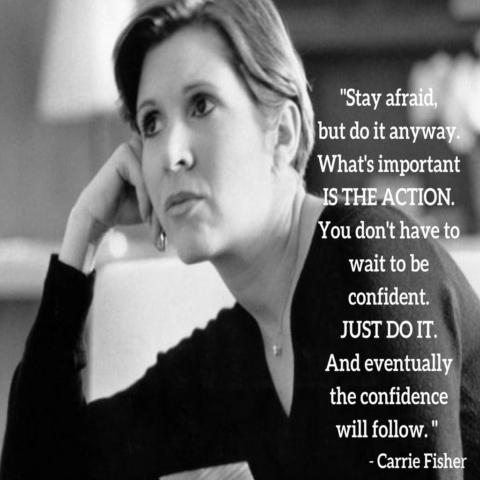 "Stay afraid,
but do it anyway.
What's important
IS THE ACTION.
You don't have to
wait to be
confident.
JUST DO IT.
And eventually
the confidence
will follow. "
- Carrie Fisher